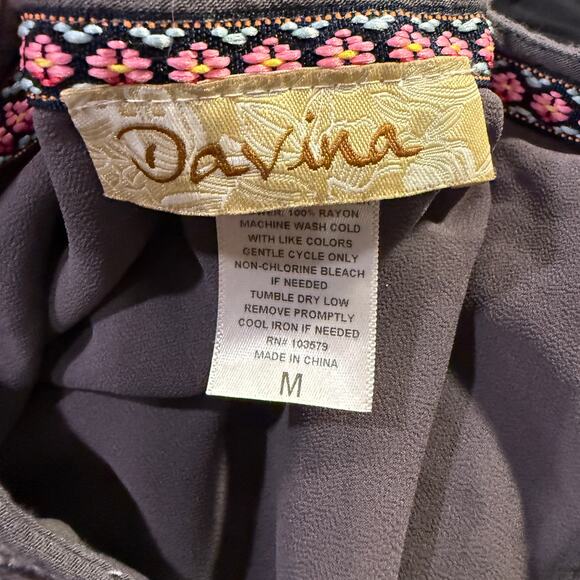 Davina
LOWER: 100% RAYON
MACHINE WASH COLD
WITH LIKE COLORS
GENTLE CYCLE ONLY
NON-CHLORINE BLEACH
IF NEEDED
TUMBLE DRY LOW
REMOVE PROMPTLY
COOL IRON IF NEEDED
RN# 103579
MADE IN CHINA
M